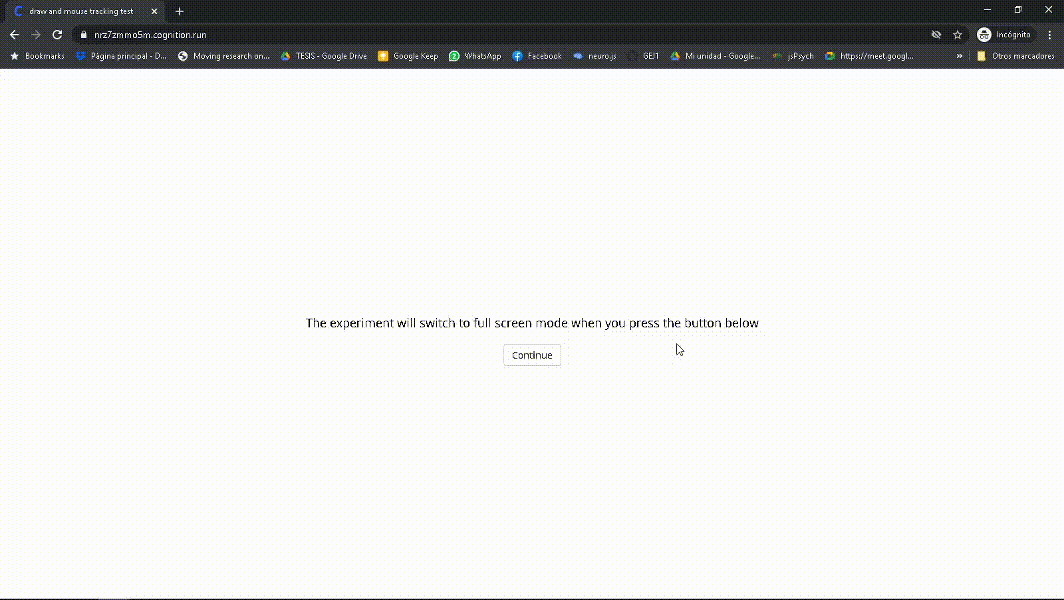 draw and mouse tracking test
nrz7zmmo5m.cognition.run
Incógnito
Bookmarks Página principal - D... Moving research on... TESIS - Google Drive Google Keep WhatsApp Facebook neuro.js GEJ1 Mi unidad - Google... jsPsych https://meet.googl... » Otros marcadores
The experiment will switch to full screen mode when you press the button below
Continue